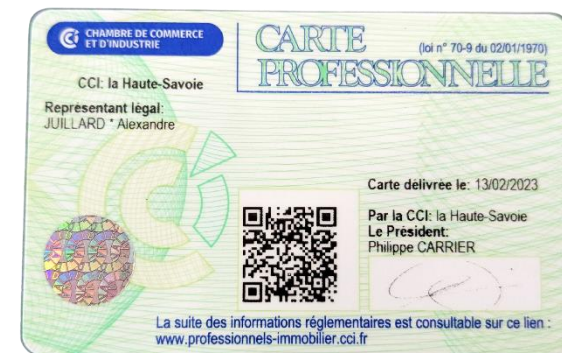 CHAMBRE DE COMMERCE
ET D'INDUSTRIE
CARTE
PROFESSIONNELLE
(loi n° 70-9 du 02/01/1970)
CCI: la Haute-Savoie
Représentant légal:
JUILLARD * Alexandre
Carte délivrée le: 13/02/2023
Par la CCI: la Haute-Savoie
Le Président:
Philippe CARRIER
La suite des informations réglementaires est consultable sur ce lien :
www.professionnels-immobilier.cci.fr